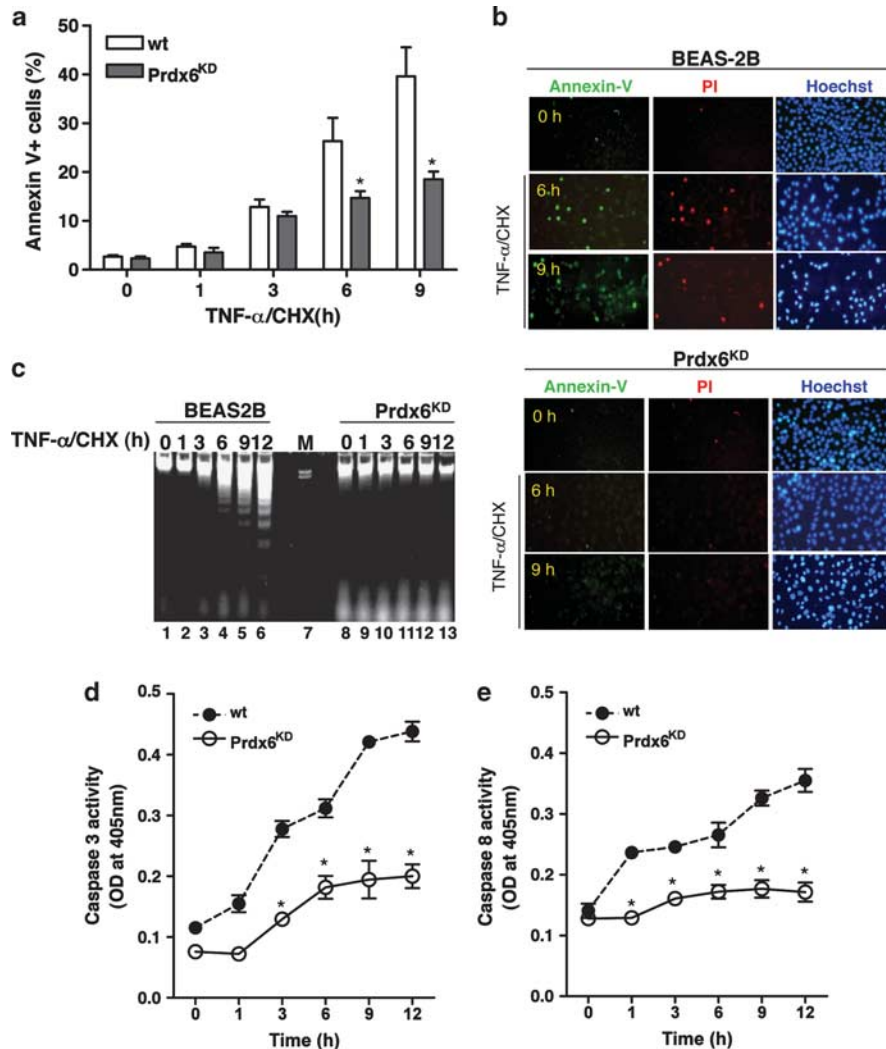 a
wt
Prdx6KD
Annexin V+ cells (%)
50
40
30
20
10
0
*
*
0 1 3 6 9
TNF-α/CHX(h)
b
BEAS-2B
Annexin-V PI Hoechst
0 h
6 h
9 h
TNF-α/CHX
Prdx6KD
Annexin-V PI Hoechst
0 h
6 h
9 h
TNF-α/CHX
c
BEAS2B Prdx6KD
TNF-α/CHX (h) 0 1 3 6 9 12 M 0 1 3 6 9 12
1 2 3 4 5 6 7 8 9 10 11 12 13
d
wt
Prdx6KD
Caspase 3 activity
(OD at 405nm)
0.5
0.4
0.3
0.2
0.1
0.0
* * * *
0 1 3 6 9 12
Time (h)
e
wt
Prdx6KD
Caspase 8 activity
(OD at 405nm)
0.5
0.4
0.3
0.2
0.1
0.0
* * * * *
0 1 3 6 9 12
Time (h)